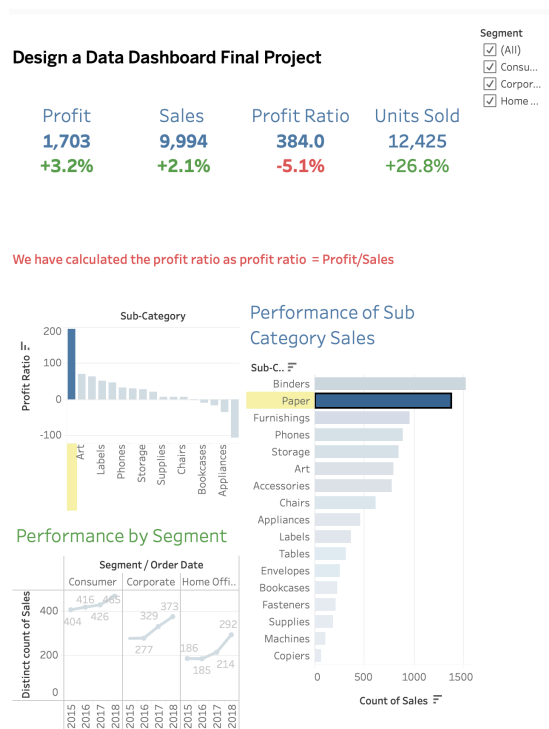 Segment
(All)
Consu...
Corpor...
Home ...
Design a Data Dashboard Final Project
Profit Sales Profit Ratio Units Sold
1,703 9,994 384.0 12,425
+3.2% +2.1% -5.1% +26.8%
We have calculated the profit ratio as profit ratio = Profit/Sales
Sub-Category
Profit Ratio
200
100
0
-100
Art
Labels
Phones
Storage
Supplies
Chairs
Bookcases
Appliances
Performance of Sub
Category Sales
Sub-C..
Binders
Paper
Furnishings
Phones
Storage
Art
Accessories
Chairs
Appliances
Labels
Tables
Envelopes
Bookcases
Fasteners
Supplies
Machines
Copiers
0 500 1000 1500
Count of Sales
Performance by Segment
Segment / Order Date
Consumer Corporate Home Offi..
Distinct count of Sales
400
200
0
404 416 426 465
277 329 373
186 185 214 292
2015 2016 2017 2018 2015 2016 2017 2018 2015 2016 2017 2018